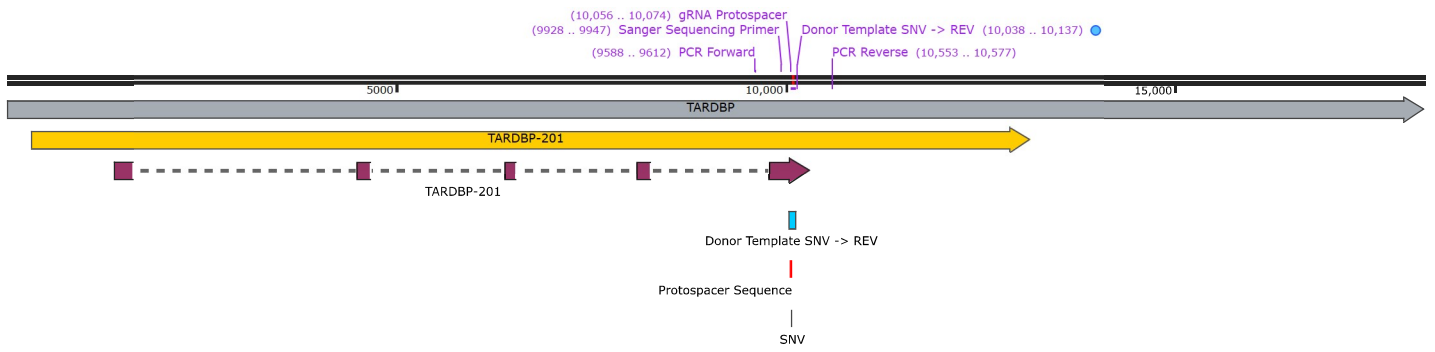 (10,056 .. 10,074) gRNA Protospacer
(9928 .. 9947) Sanger Sequencing Primer
Donor Template SNV -> REV (10,038 .. 10,137)
(9588 .. 9612) PCR Forward
PCR Reverse (10,553 .. 10,577)
5000
10,000
15,000
TARDBP
TARDBP-201
TARDBP-201
Donor Template SNV -> REV
Protospacer Sequence
SNV